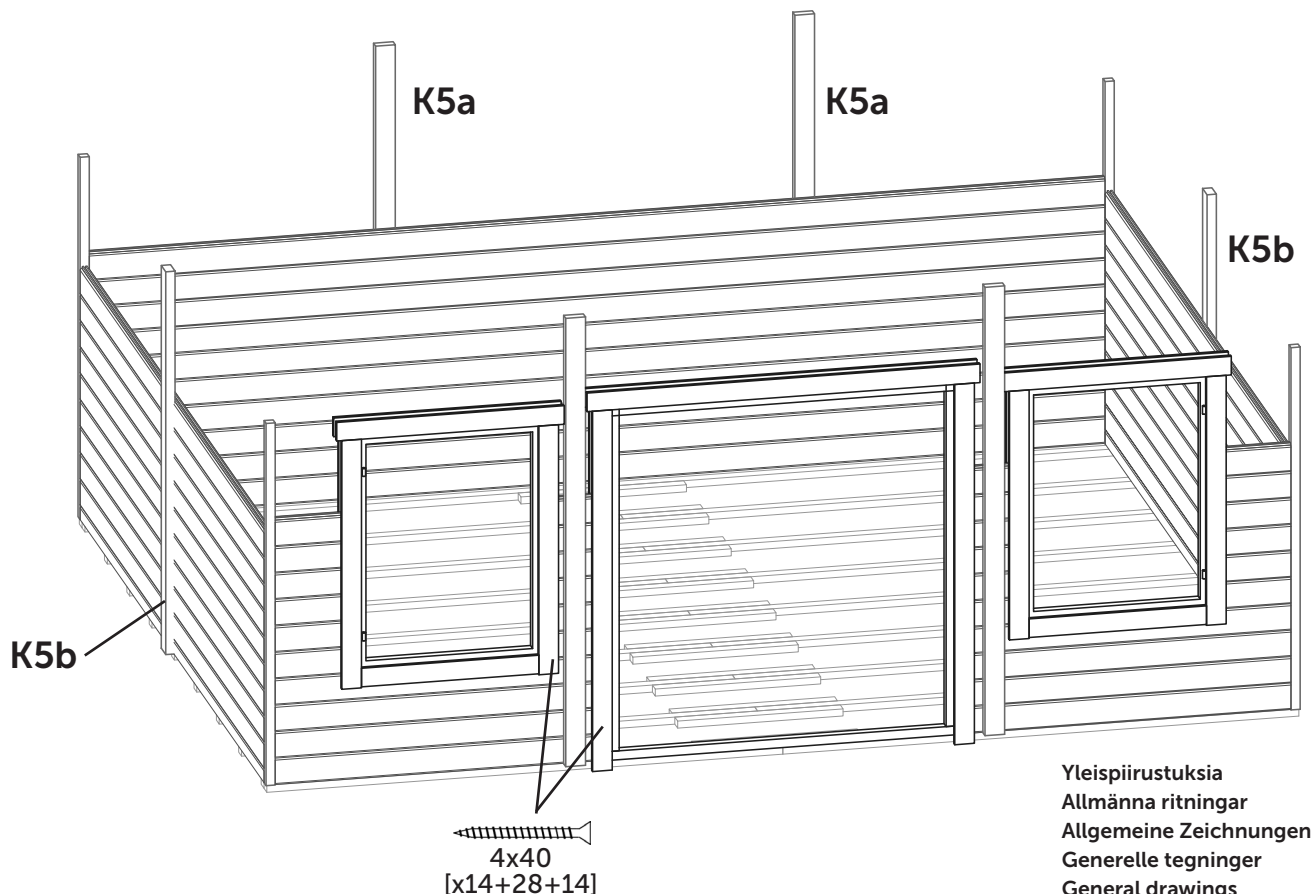 K5a
K5a
K5b
K5b
4x40
[x14+28+14]
Yleispiirustuksia
Allmänna ritningar
Allgemeine Zeichnungen
Generelle tegninger
General drawings